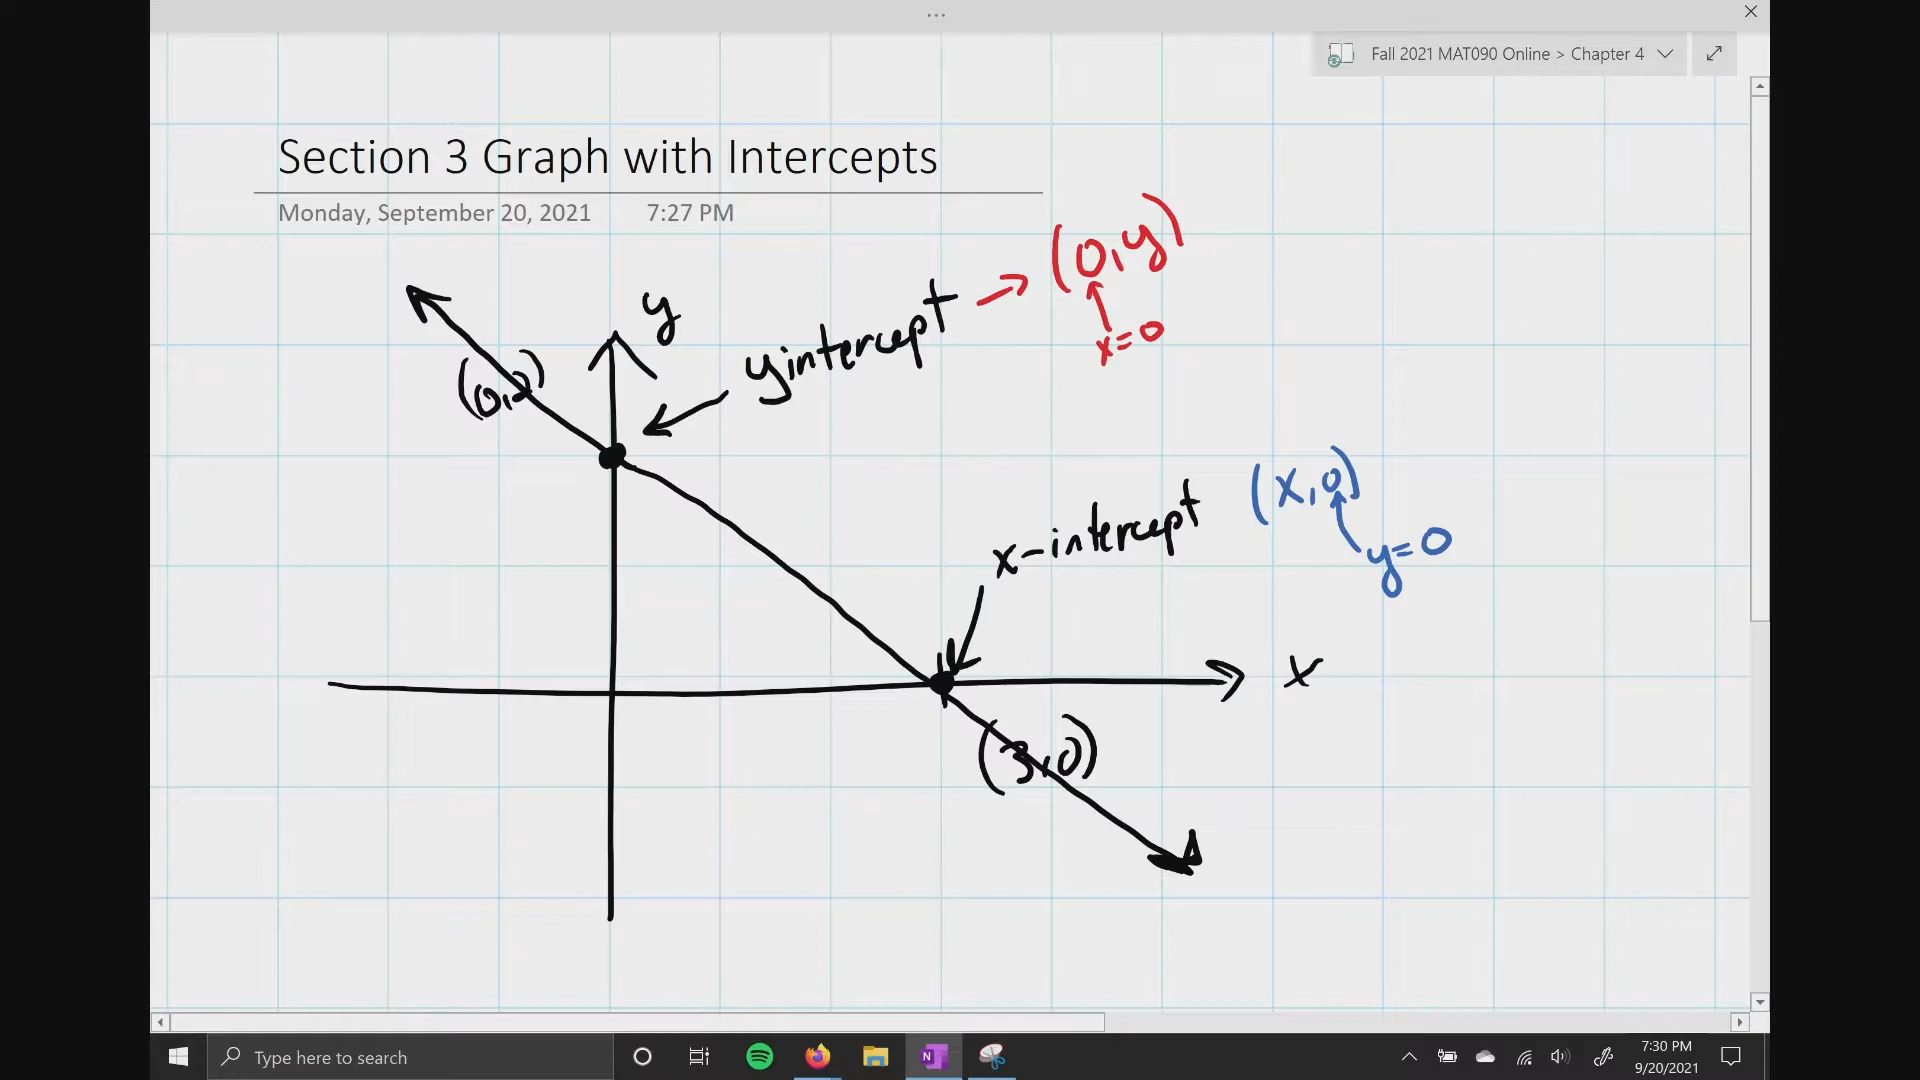 Fall 2021 MAT090 Online > Chapter 4
Section 3 Graph with Intercepts
Monday, September 20, 2021 7:27 PM
(0,y)
x=0
y
y intercept
(0,2)
(x,0)
y=0
x-intercept
x
(3,0)
Type here to search
7:30 PM
9/20/2021